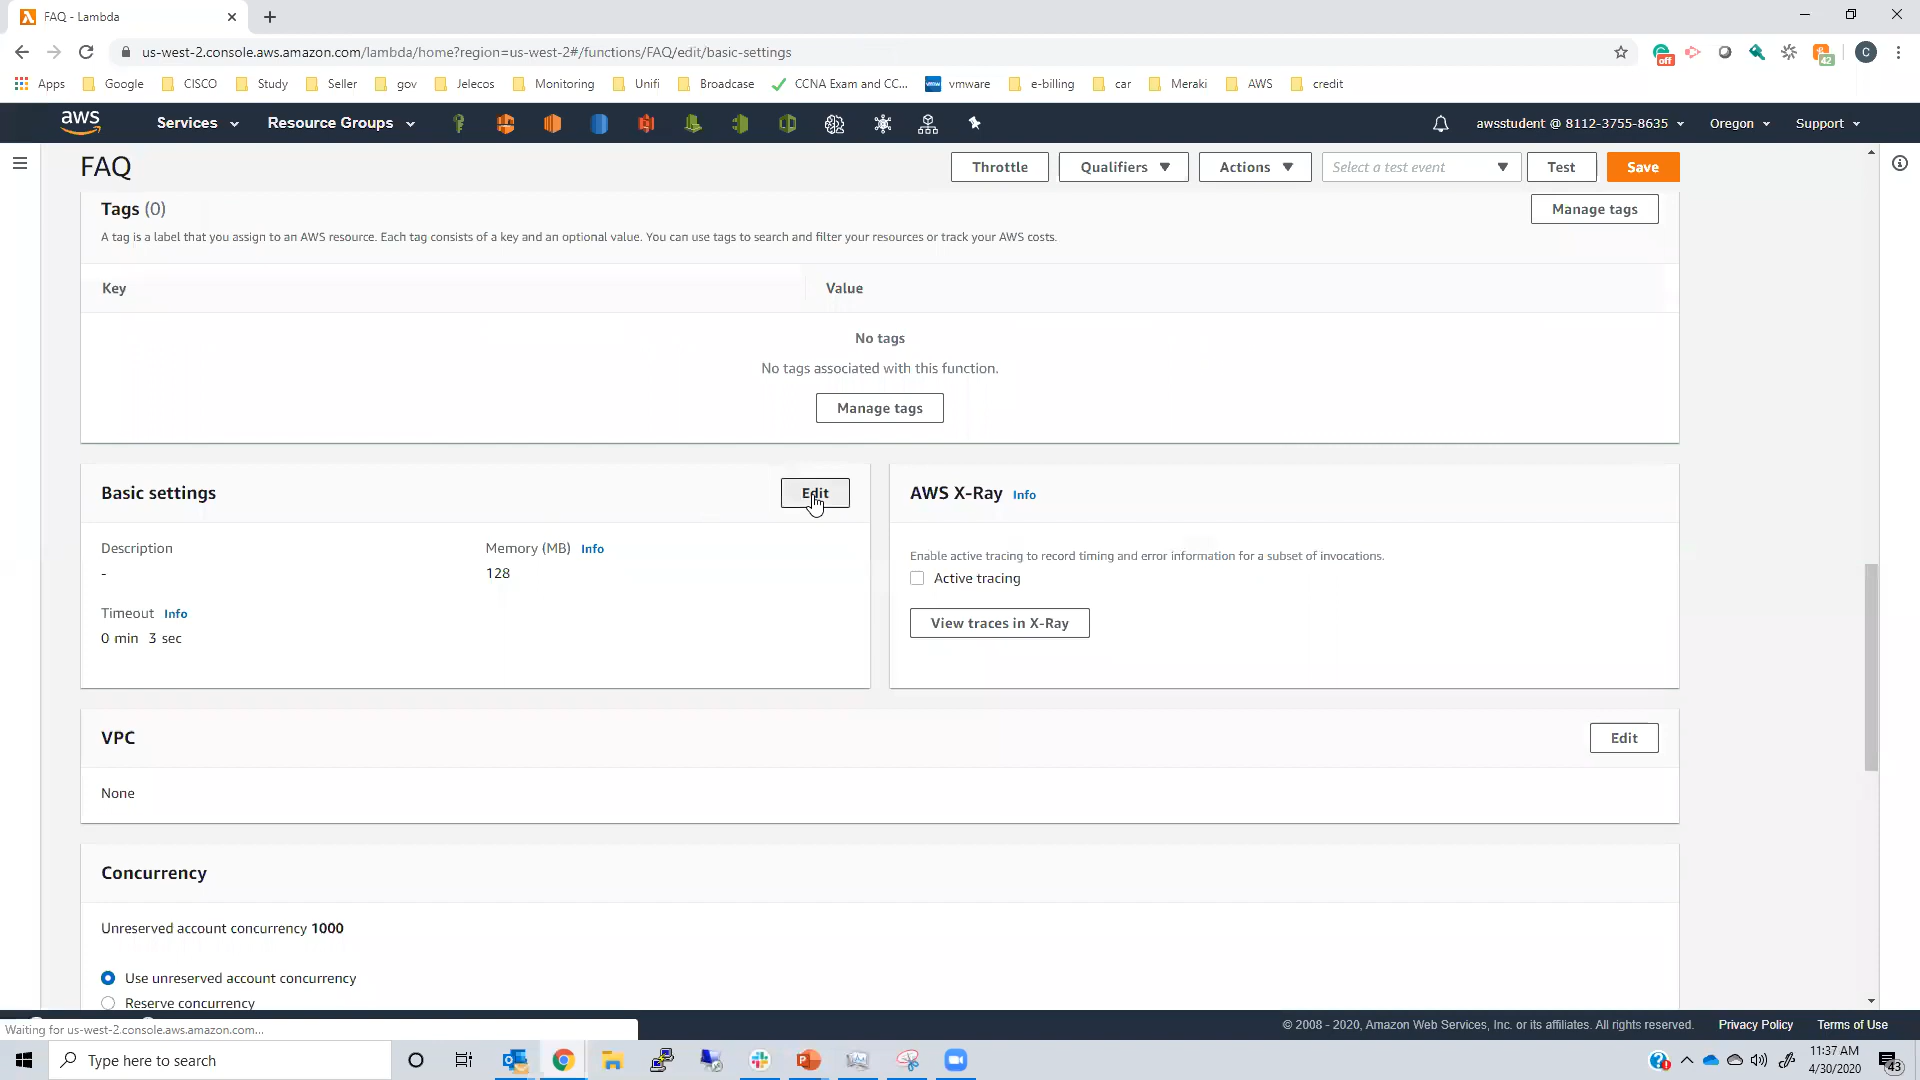 FAQ - Lambda
us-west-2.console.aws.amazon.com/lambda/home?region=us-west-2#/functions/FAQ/edit/basic-settings
off
42
C
Apps Google CISCO Study Seller gov Jelecos Monitoring Unifi Broadcase CCNA Exam and CC... vmware e-billing car Meraki AWS credit
aws Services Resource Groups awsstudent @ 8112-3755-8635 Oregon Support
FAQ Throttle Qualifiers Actions Select a test event Test Save
Tags (0) Manage tags
A tag is a label that you assign to an AWS resource. Each tag consists of a key and an optional value. You can use tags to search and filter your resources or track your AWS costs.
Key Value
No tags
No tags associated with this function.
Manage tags
Basic settings Edit
Description Memory (MB) Info
- 128
Timeout Info
0 min 3 sec
AWS X-Ray Info
Enable active tracing to record timing and error information for a subset of invocations.
Active tracing
View traces in X-Ray
VPC Edit
None
Concurrency
Unreserved account concurrency 1000
Use unreserved account concurrency
Reserve concurrency
Waiting for us-west-2.console.aws.amazon.com...
© 2008 - 2020, Amazon Web Services, Inc. or its affiliates. All rights reserved. Privacy Policy Terms of Use
Type here to search
11:37 AM
4/30/2020
43